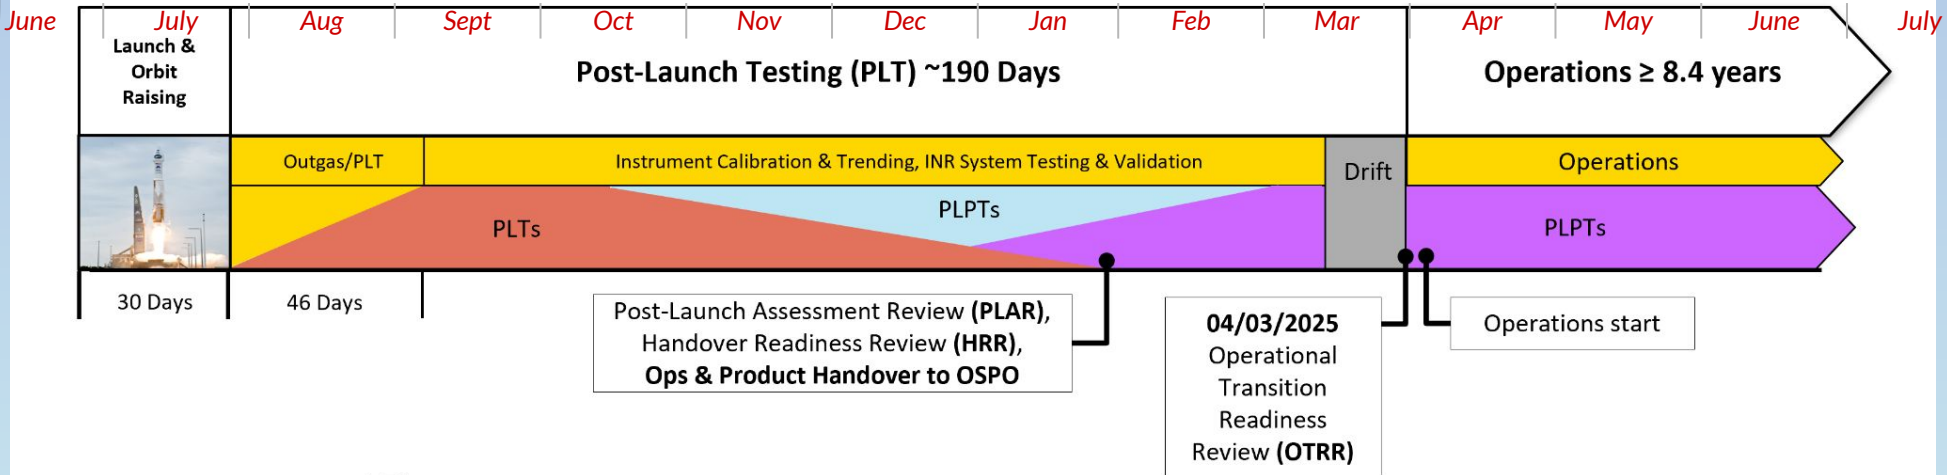 June July Aug Sept Oct Nov Dec Jan Feb Mar Apr May June July
Launch &
Orbit
Raising
Post-Launch Testing (PLT) ~190 Days
Operations ≥ 8.4 years
Outgas/PLT
Instrument Calibration & Trending, INR System Testing & Validation
Drift
Operations
PLTs
PLPTs
PLPTs
30 Days
46 Days
Post-Launch Assessment Review (PLAR),
Handover Readiness Review (HRR),
Ops & Product Handover to OSPO
04/03/2025
Operational
Transition
Readiness
Review (OTRR)
Operations start